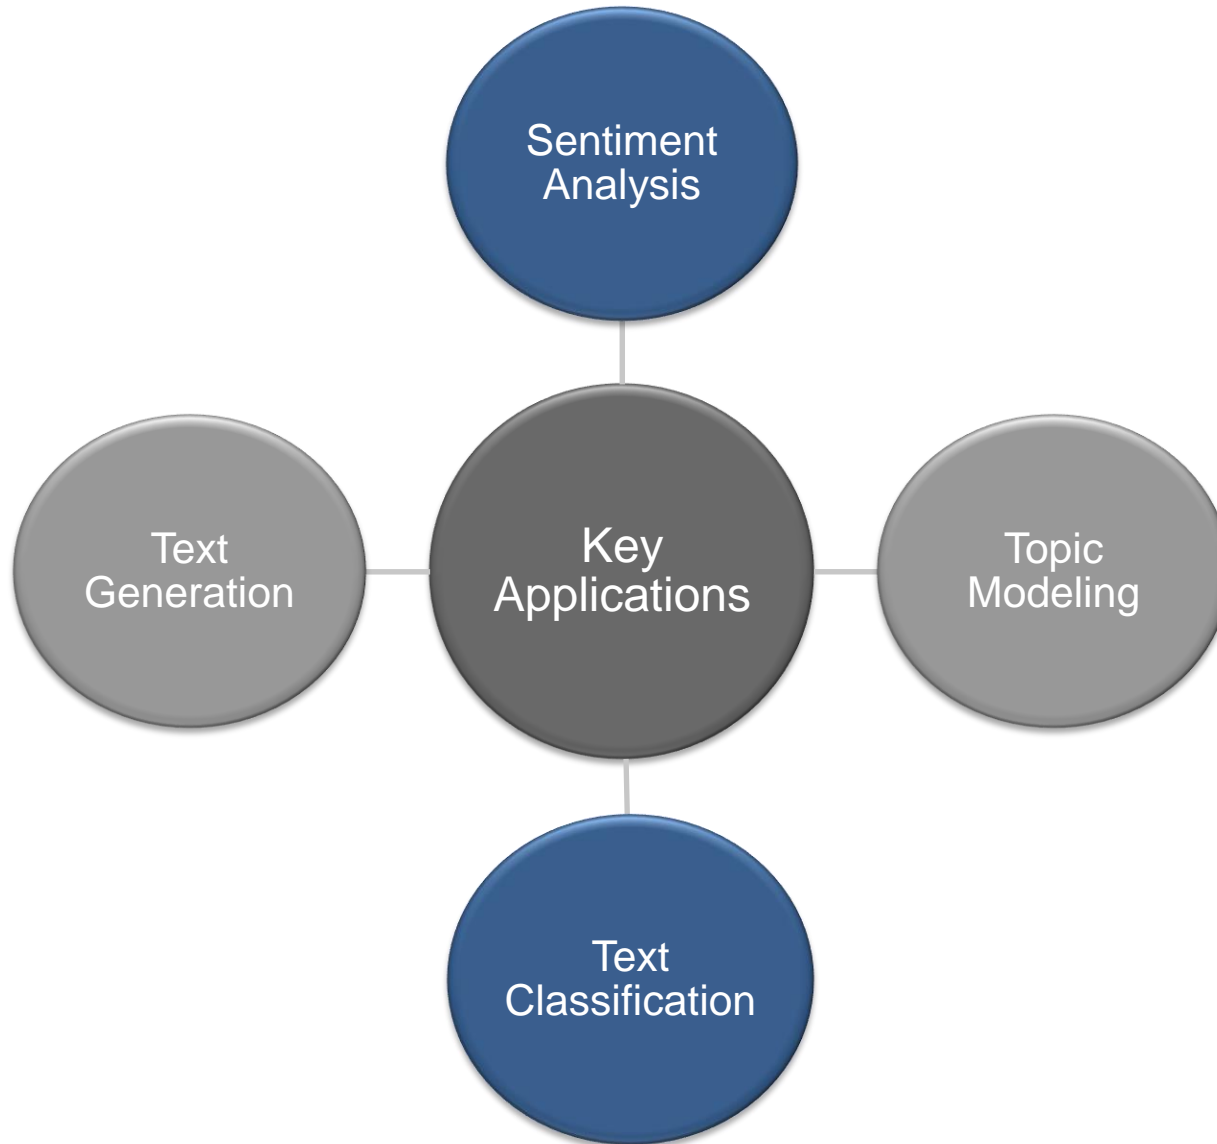 Sentiment
Analysis
Text
Generation
Key
Applications
Topic
Modeling
Text
Classification